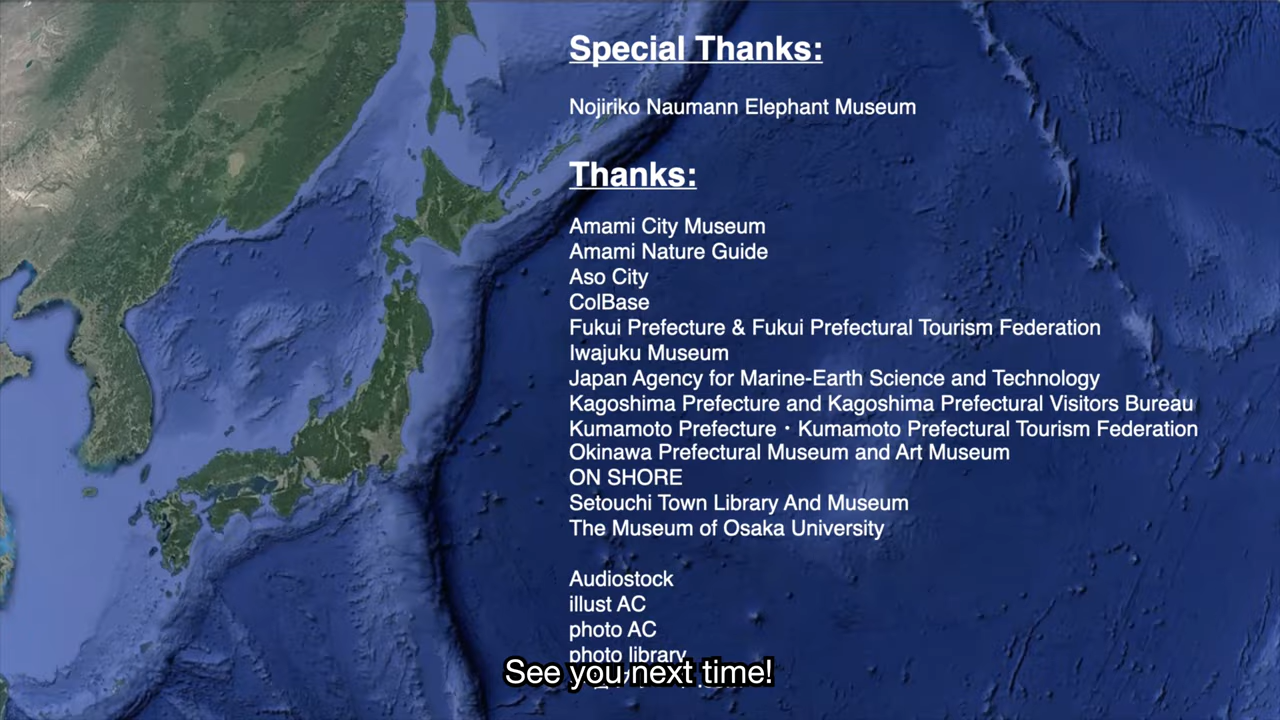 Special Thanks:
Nojiriko Naumann Elephant Museum
Thanks:
Amami City Museum
Amami Nature Guide
Aso City
ColBase
Fukui Prefecture & Fukui Prefectural Tourism Federation
Iwajuku Museum
Japan Agency for Marine-Earth Science and Technology
Kagoshima Prefecture and Kagoshima Prefectural Visitors Bureau
Kumamoto Prefecture・Kumamoto Prefectural Tourism Federation
Okinawa Prefectural Museum and Art Museum
ON SHORE
Setouchi Town Library And Museum
The Museum of Osaka University
Audiostock
illust AC
photo AC
photo library
See you next time!